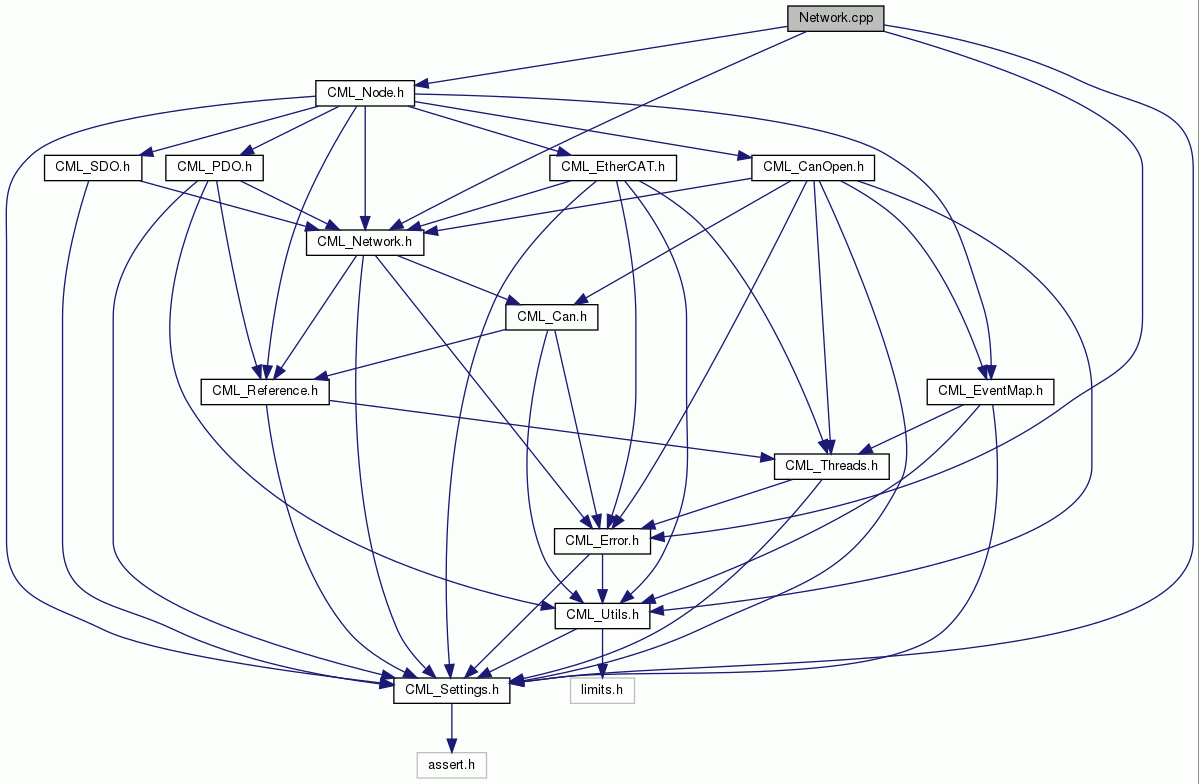 Network.cpp
CML_Node.h
CML_SDO.h
CML_PDO.h
CML_EtherCAT.h
CML_CanOpen.h
CML_Network.h
CML_Can.h
CML_Reference.h
CML_EventMap.h
CML_Threads.h
CML_Error.h
CML_Utils.h
CML_Settings.h
limits.h
assert.h